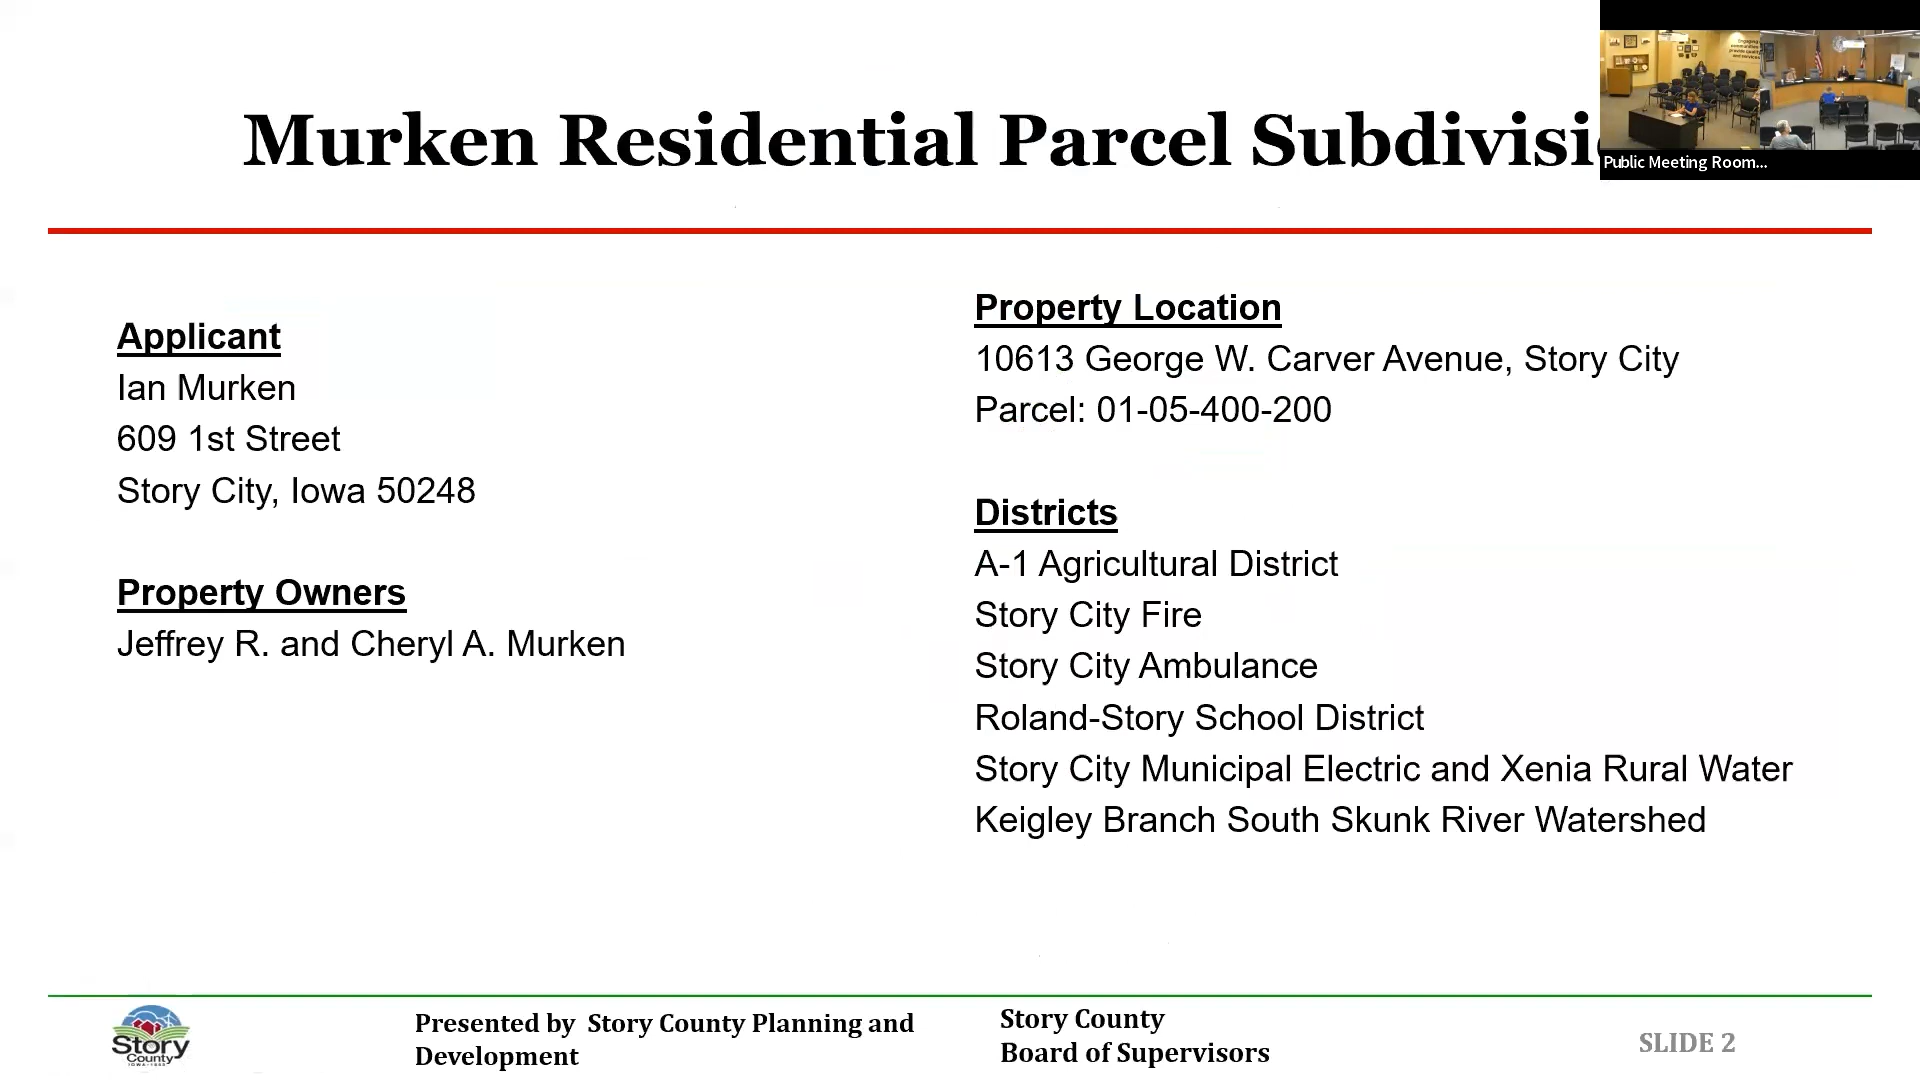 Murken Residential Parcel Subdivisi
Public Meeting Room...
Applicant
Ian Murken
609 1st Street
Story City, Iowa 50248
Property Owners
Jeffrey R. and Cheryl A. Murken
Property Location
10613 George W. Carver Avenue, Story City
Parcel: 01-05-400-200
Districts
A-1 Agricultural District
Story City Fire
Story City Ambulance
Roland-Story School District
Story City Municipal Electric and Xenia Rural Water
Keigley Branch South Skunk River Watershed
Story
County
Presented by Story County Planning and
Development
Story County
Board of Supervisors
SLIDE 2